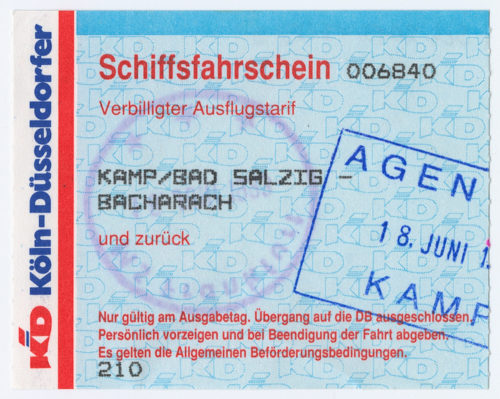 KD Köln-Düsseldorfer
Schiffsfahrschein 006840
Verbilligter Ausflugstarif
KAMP/BAD SALZIG -
BACHARACH
und zurück
AGEN
18. JUNI 1
KAMP
Nur gültig am Ausgabetag. Übergang auf die DB ausgeschlossen.
Persönlich vorzeigen und bei Beendigung der Fahrt abgeben.
Es gelten die Allgemeinen Beförderungsbedingungen.
210